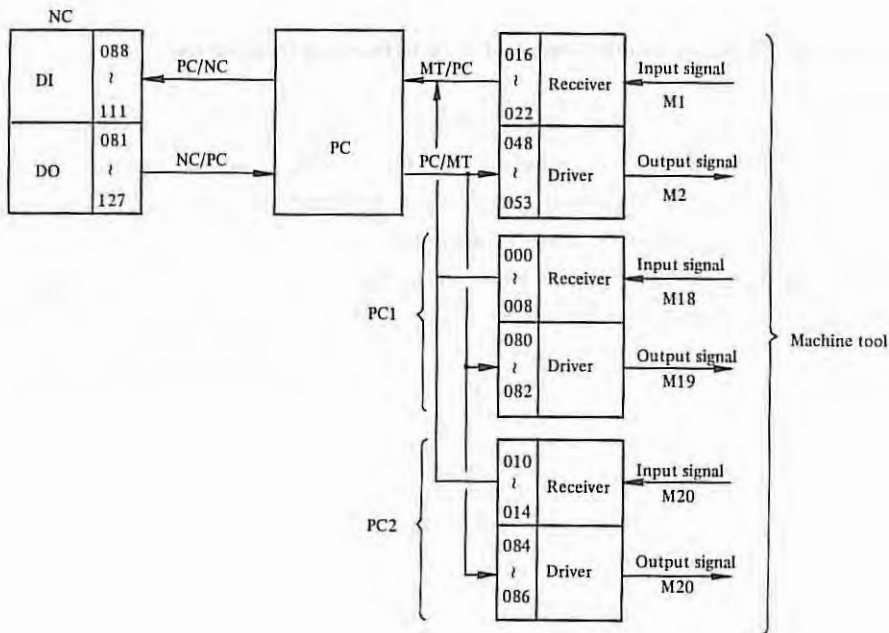 NC
DI
088
~
111
DO
081
~
127
PC/NC
NC/PC
PC
MT/PC
PC/MT
016
~
022
Receiver
048
~
053
Driver
Input signal
M1
Output signal
M2
PC1
000
~
008
Receiver
080
~
082
Driver
Input signal
M18
Output signal
M19
PC2
010
~
014
Receiver
084
~
086
Driver
Input signal
M20
Output signal
M20
Machine tool